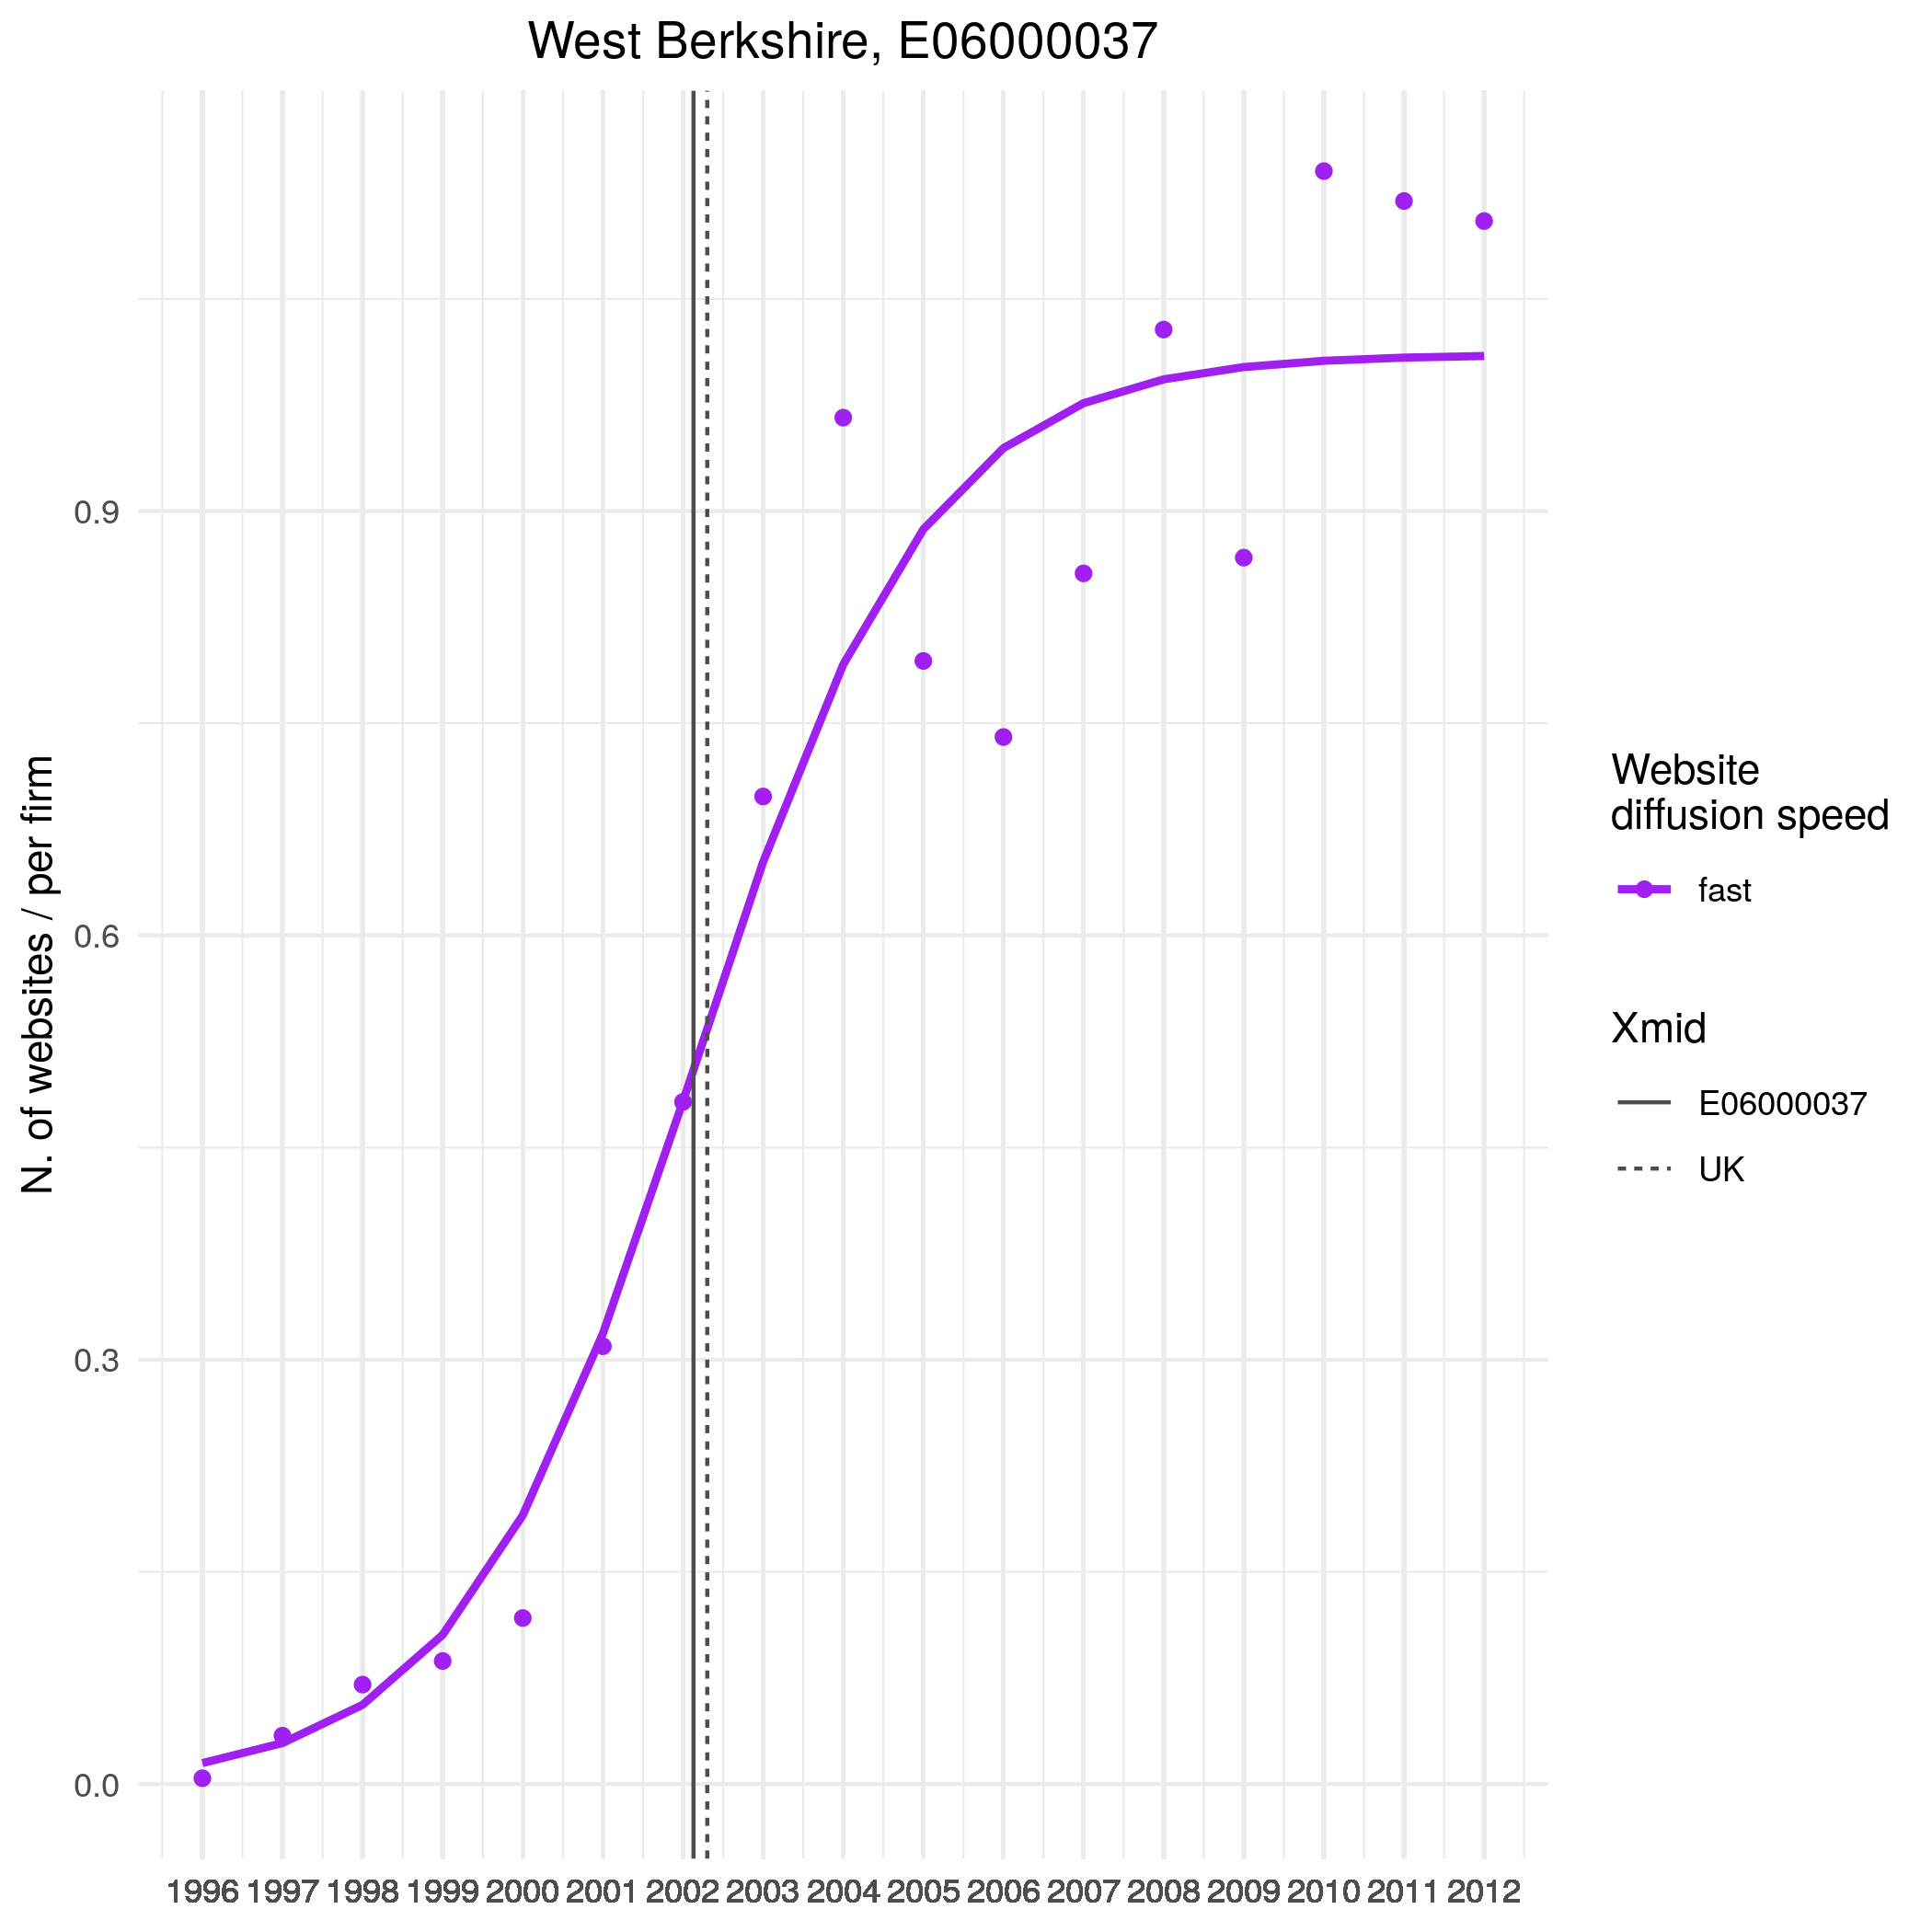 West Berkshire, E06000037
N. of websites / per firm
0.9
0.6
0.3
0.0
1996 1997 1998 1999 2000 2001 2002 2003 2004 2005 2006 2007 2008 2009 2010 2011 2012
Website
diffusion speed
fast
Xmid
E06000037
UK